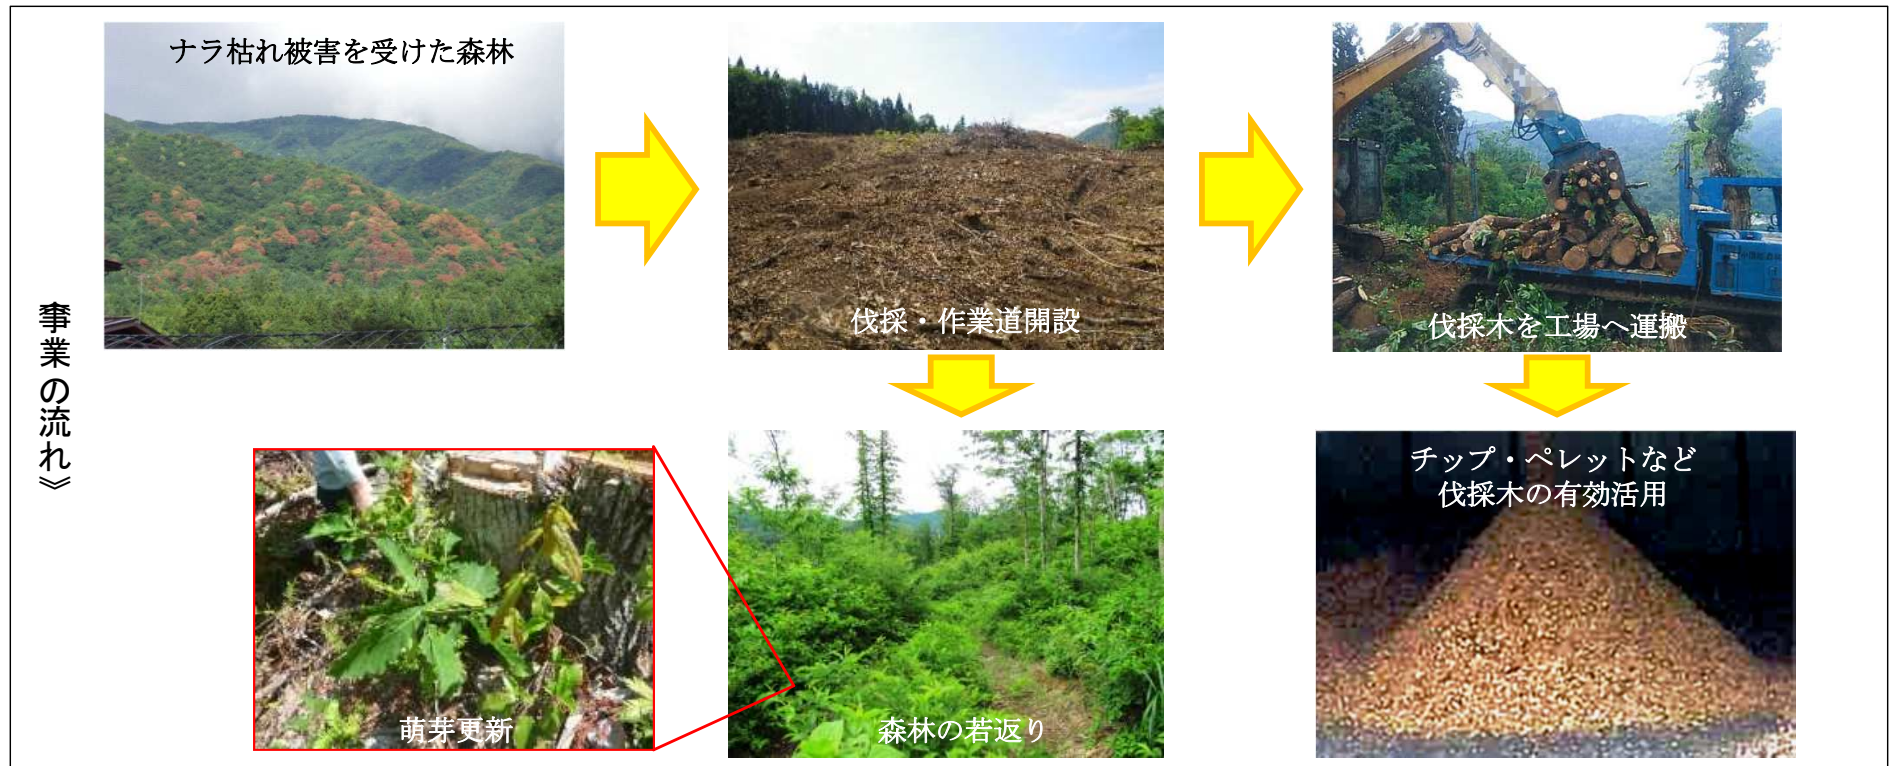 事業の流れ》
ナラ枯れ被害を受けた森林
伐採・作業道開設
伐採木を工場へ運搬
萌芽更新
森林の若返り
チップ・ペレットなど
伐採木の有効活用